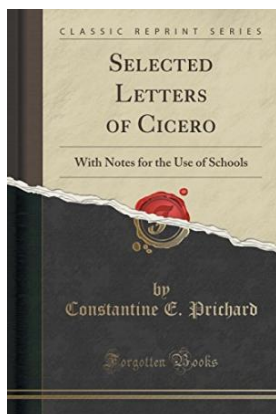 CLASSIC REPRINT SERIES
SELECTED
LETTERS
OF CICERO
With Notes for the Use of Schools
by
Constantine E. Prichard
Forgotten Books